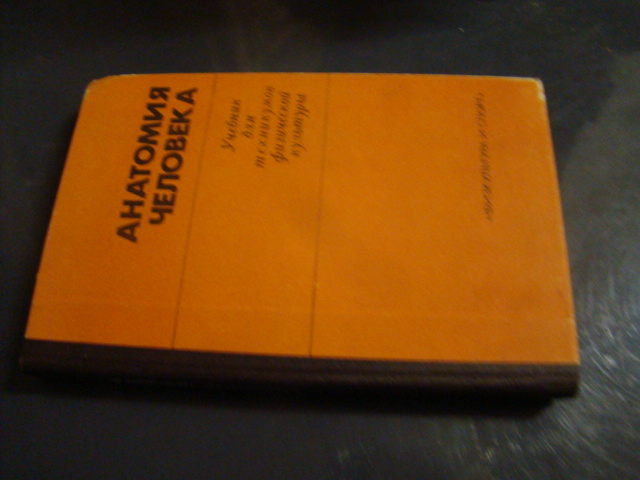 АНАТОМИЯ
ЧЕЛОВЕКА
Учебник
для
техникумов
физической
культуры